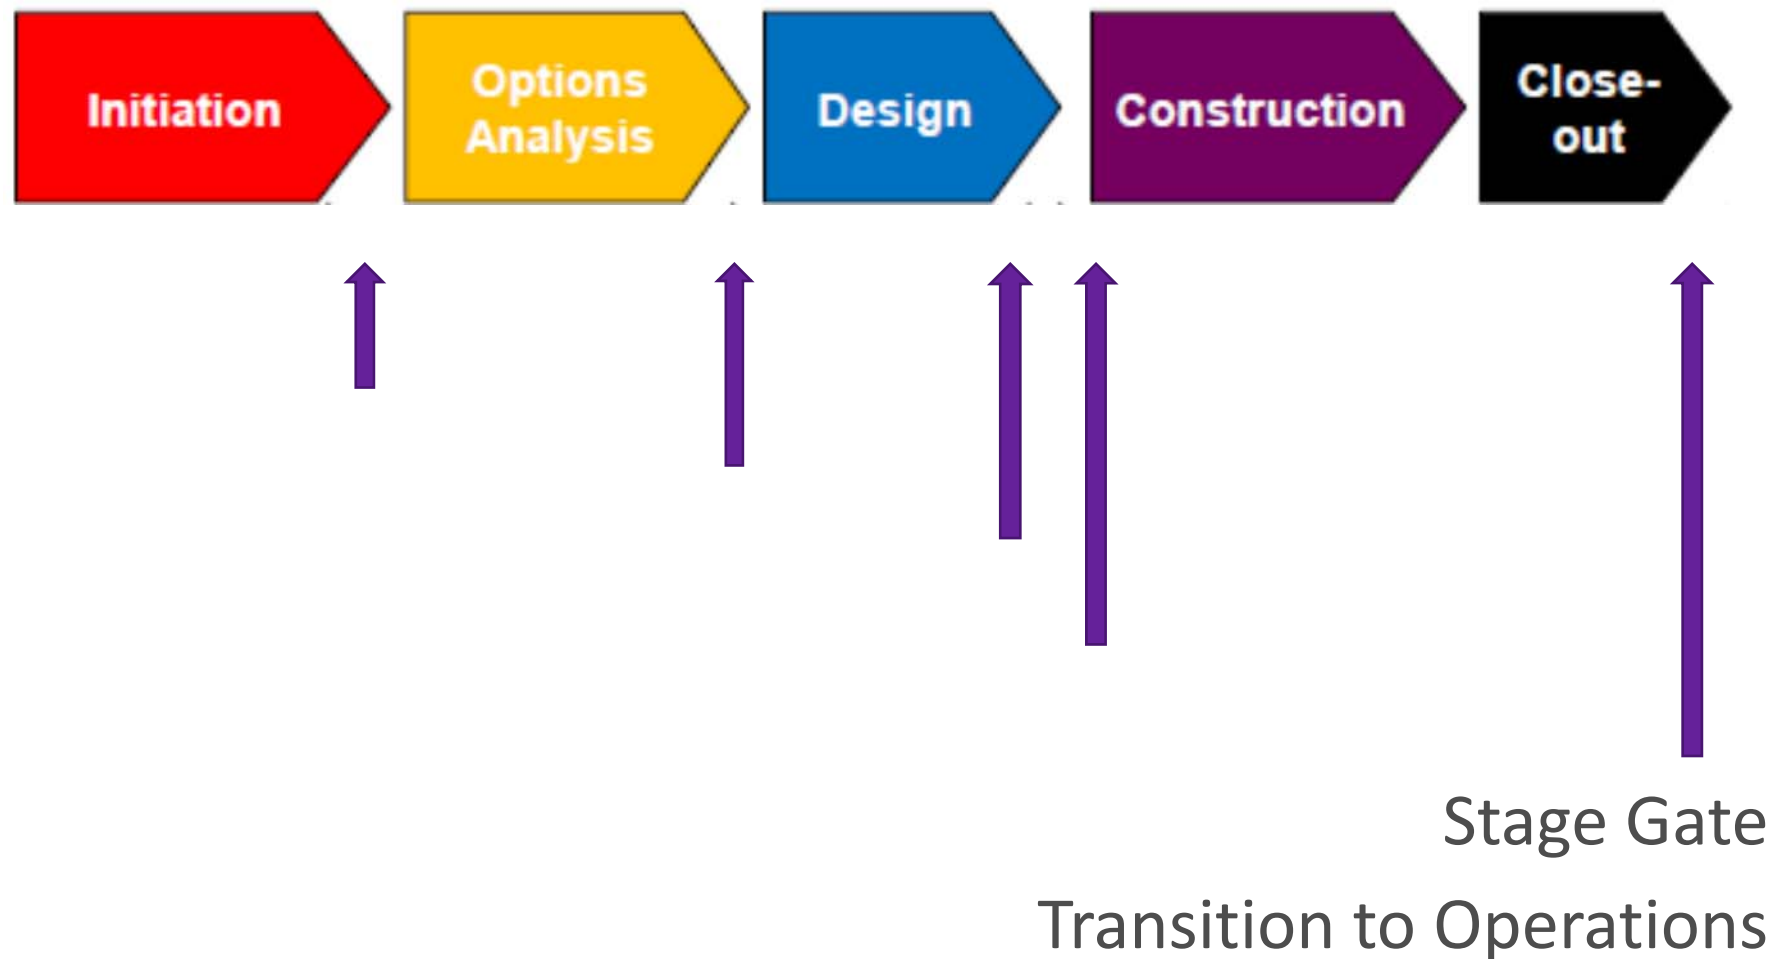 Initiation
Options
Analysis
Design
Construction
Close-
out
Stage Gate
Transition to Operations